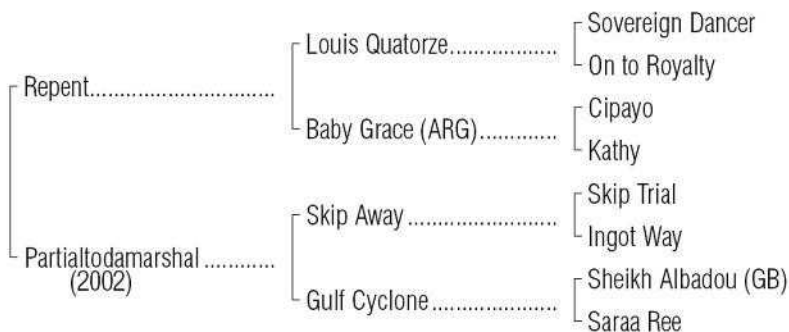 Sovereign Dancer
Louis Quatorze..................
On to Royalty
Repent..............................
Cipayo
Baby Grace (ARG).............
Kathy
Skip Trial
Skip Away .........................
Ingot Way
Partialtodamarshal ............
(2002)
Sheikh Albadou (GB)
Gulf Cyclone.....................
Saraa Ree